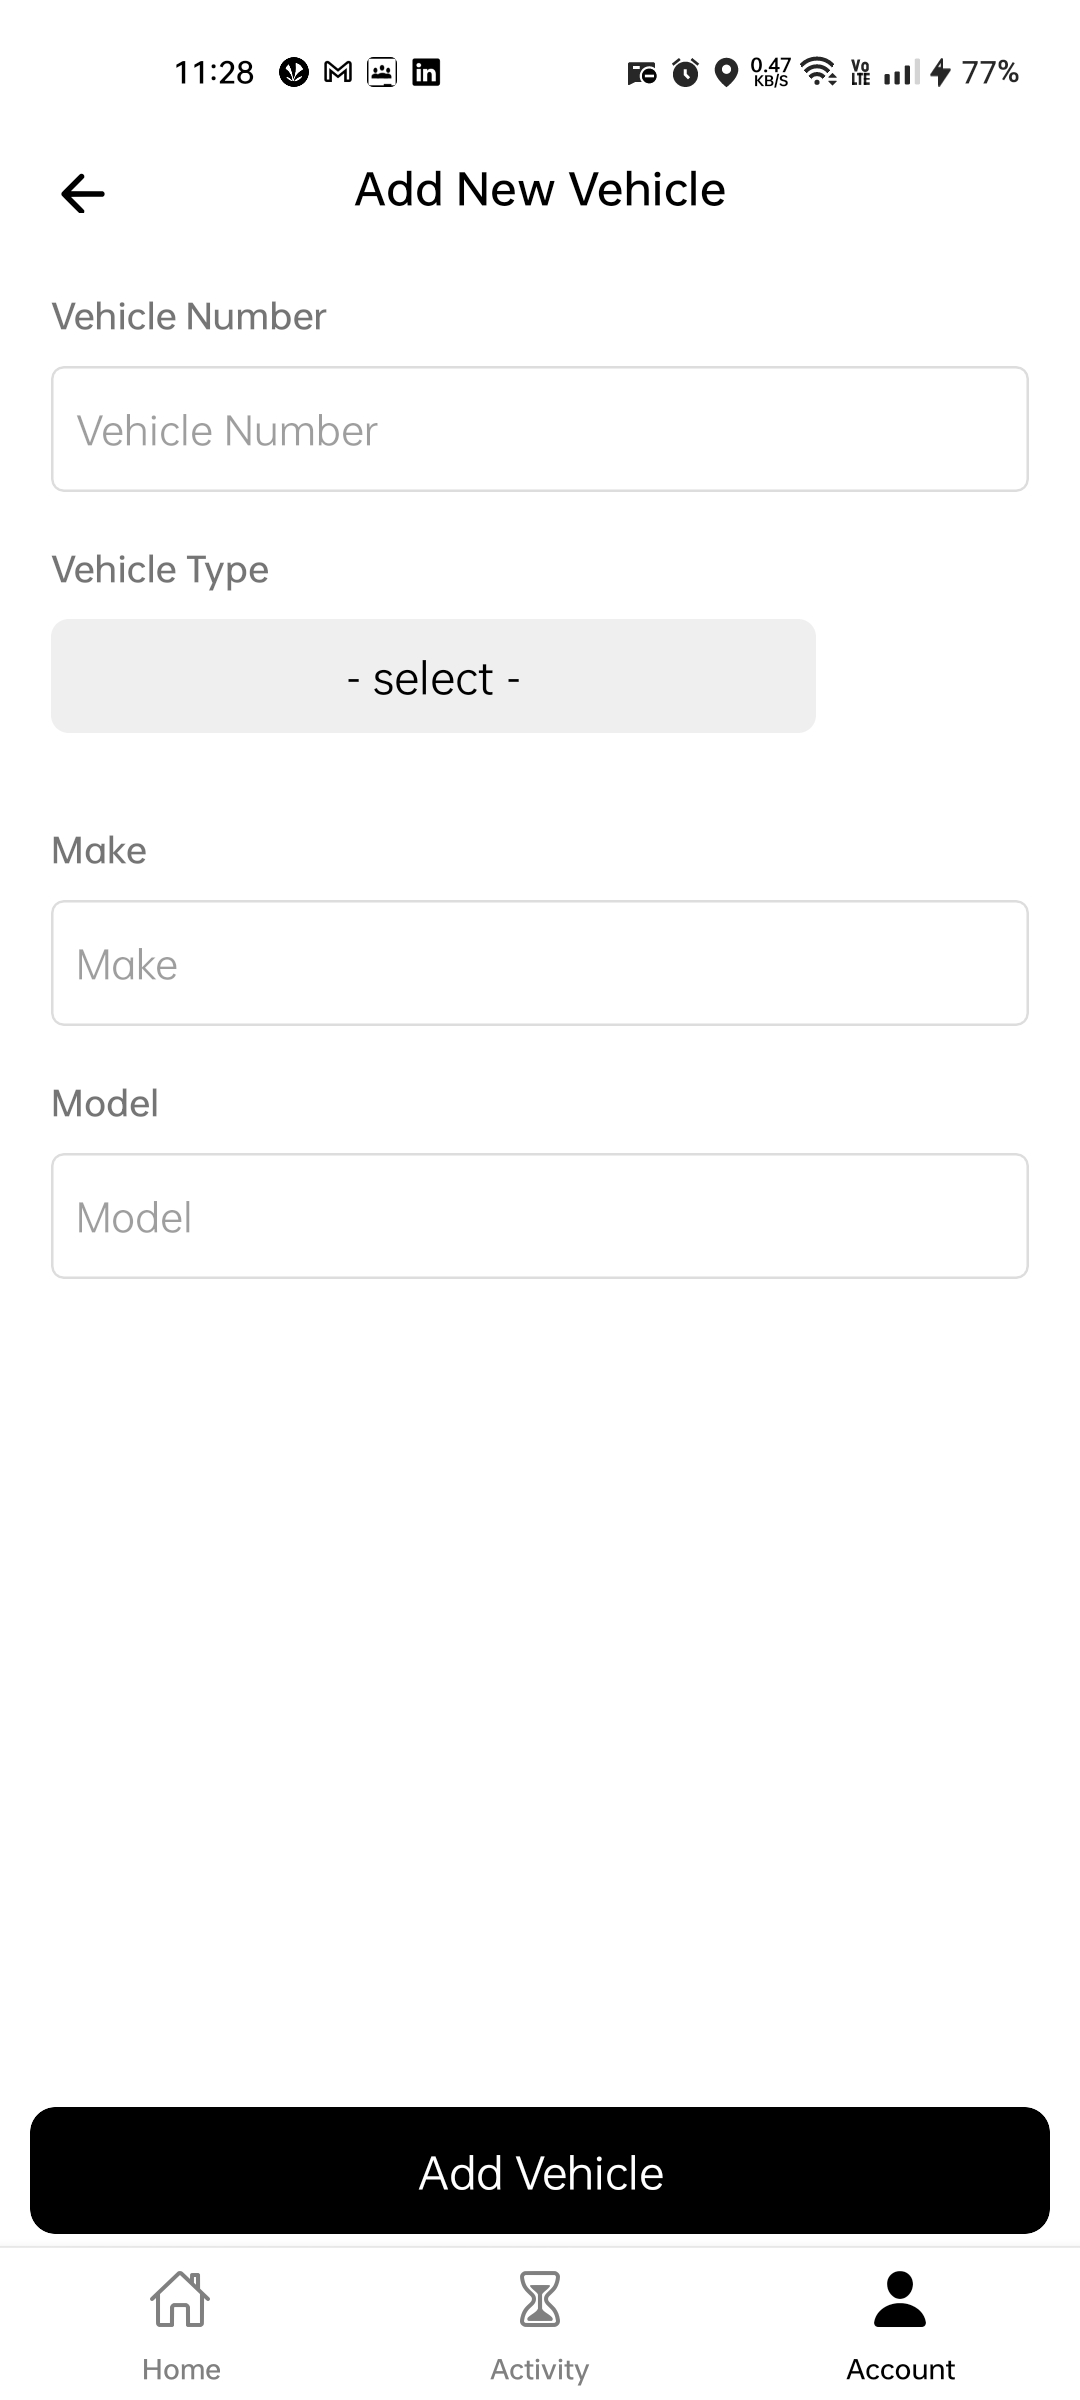 11:28
0.47
KB/S
Vo
LTE
77%
Add New Vehicle
Vehicle Number
Vehicle Number
Vehicle Type
- select -
Make
Make
Model
Model
Add Vehicle
Home
Activity
Account